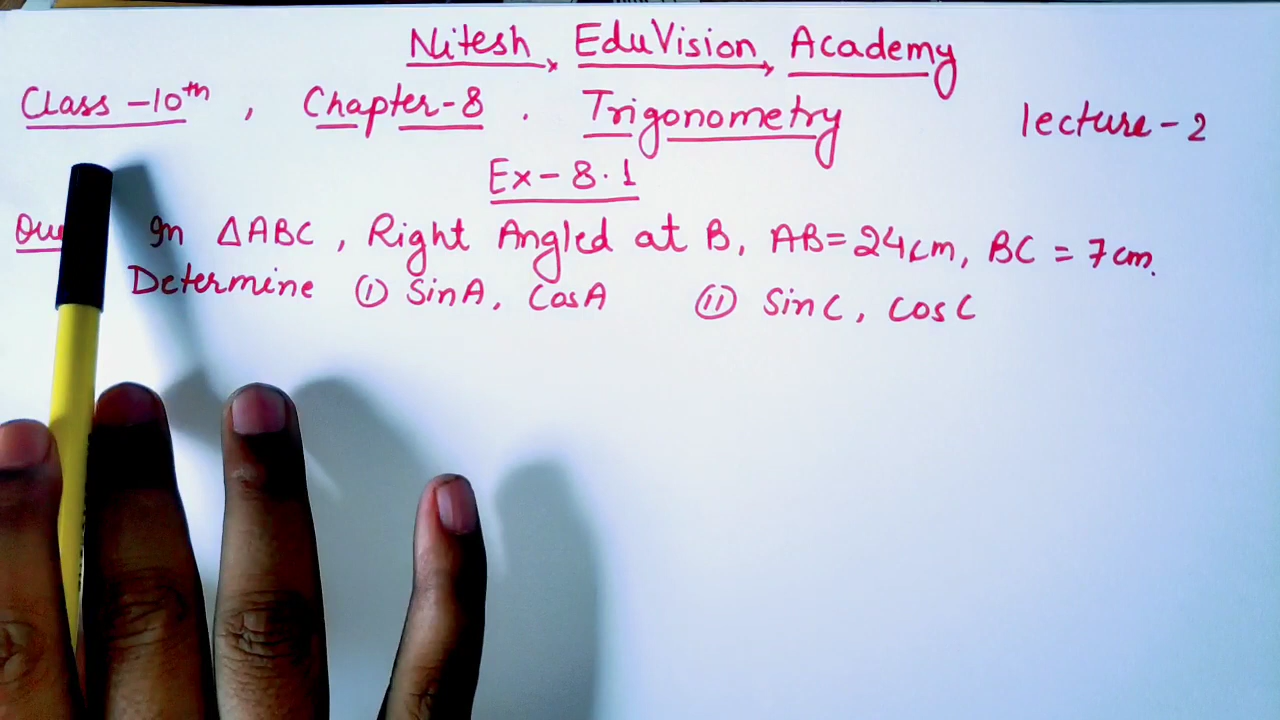 Nitesh EduVision Academy
Class-10th, Chapter-8. Trigonometry lecture-2
Ex-8.1
In ΔABC, Right Angled at B, AB=24cm, BC = 7cm.
Determine (i) SinA, CosA (ii) SinC, CosC